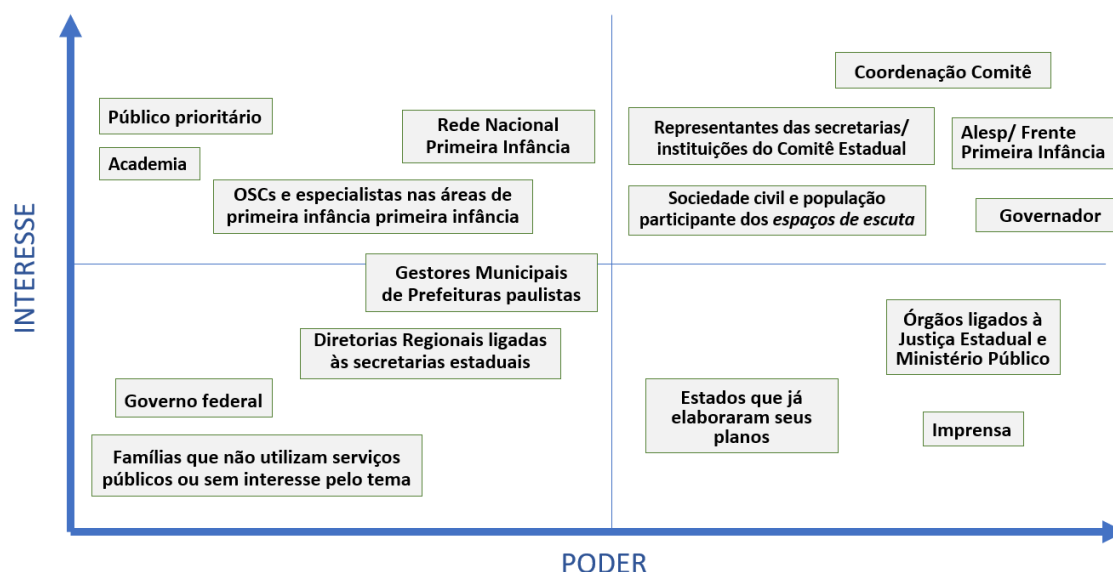 Coordenação Comitê
Público prioritário
Rede Nacional
Primeira Infância
Representantes das secretarias/
instituições do Comitê Estadual
Alesp/ Frente
Primeira Infância
Academia
OSCs e especialistas nas áreas de
primeira infância primeira infância
Sociedade civil e população
participante dos espaços de escuta
Governador
INTERESSE
Gestores Municipais
de Prefeituras paulistas
Diretorias Regionais ligadas
às secretarias estaduais
Órgãos ligados à
Justiça Estadual e
Ministério Público
Governo federal
Estados que já
elaboraram seus
planos
Imprensa
Famílias que não utilizam serviços
públicos ou sem interesse pelo tema
PODER